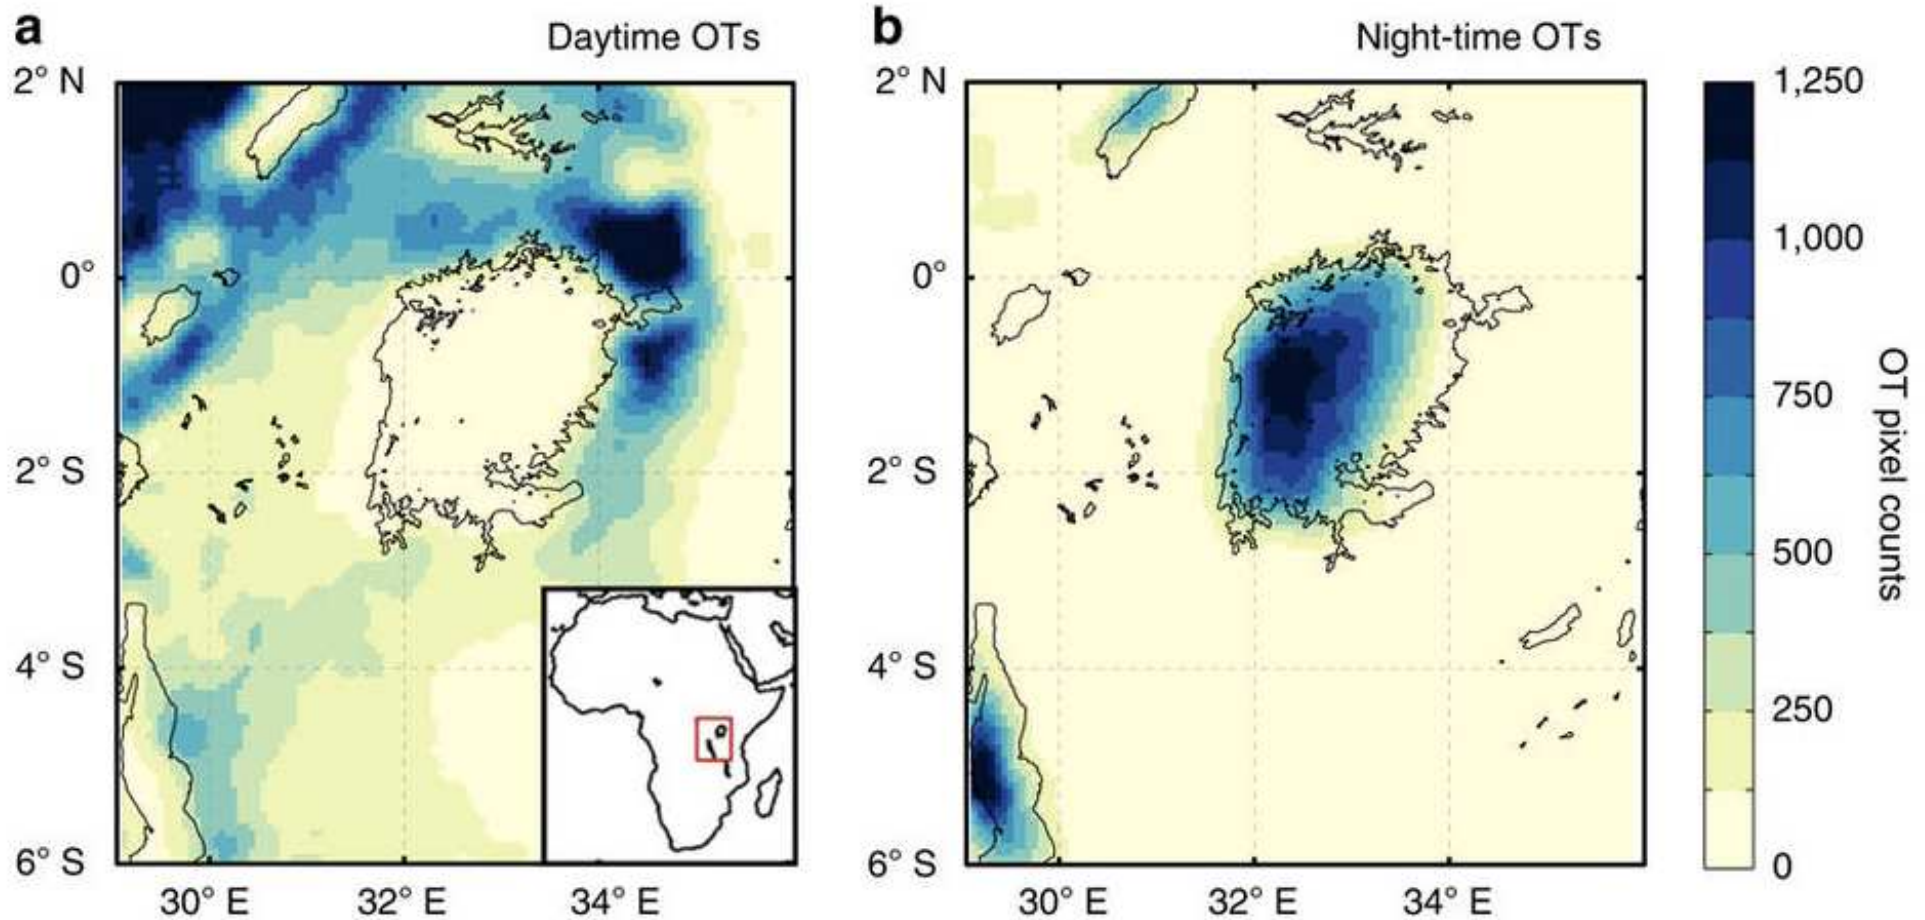 a
Daytime OTs
2° N
0°
2° S
4° S
6° S
30° E 32° E 34° E
b
Night-time OTs
2° N
0°
2° S
4° S
6° S
30° E 32° E 34° E
1,250
1,000
750
500
250
0
OT pixel counts